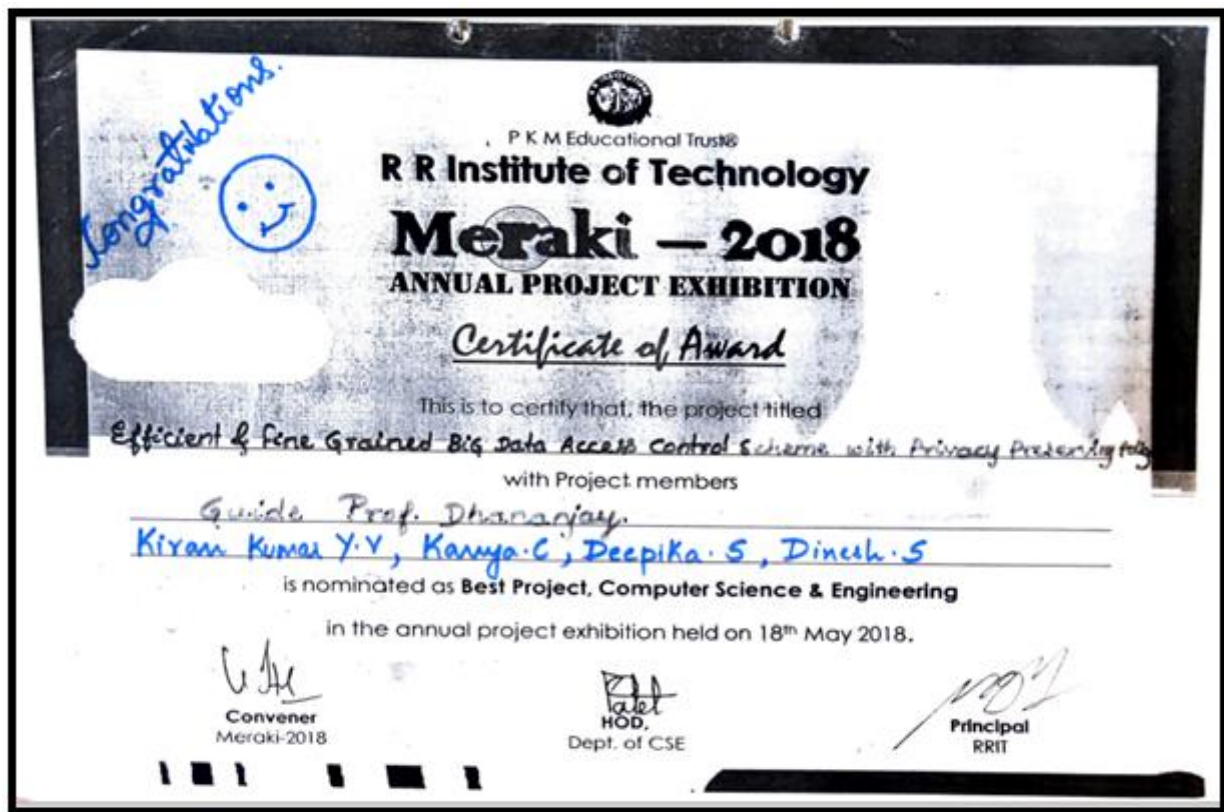 Congratulations.
P K M Educational Trust®
R R Institute of Technology
Meraki – 2018
ANNUAL PROJECT EXHIBITION
Certificate of Award
This is to certify that, the project titled
Efficient & Fine Grained Big Data Access Control Scheme with Privacy Preserving Policy
with Project members
Guide Prof. Dhananjay.
Kiran Kumar Y.V, Kavya.C, Deepika.S, Dinesh.S
is nominated as Best Project, Computer Science & Engineering
in the annual project exhibition held on 18th May 2018.
Convener
Meraki-2018
Patel
HOD,
Dept. of CSE
Principal
RRIT